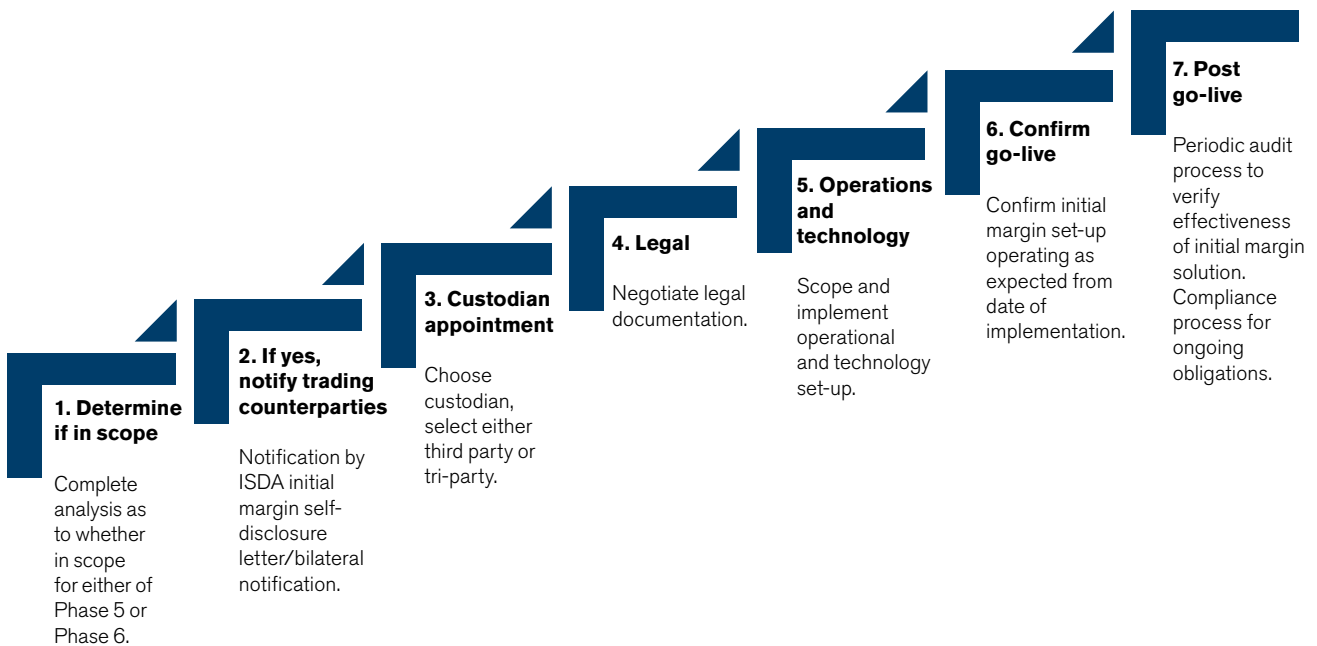 1. Determine
if in scope
Complete
analysis as
to whether
in scope
for either of
Phase 5 or
Phase 6.
2. If yes,
notify trading
counterparties
Notification by
ISDA initial
margin self-
disclosure
letter/bilateral
notification.
3. Custodian
appointment
Choose
custodian,
select either
third party or
tri-party.
4. Legal
Negotiate legal
documentation.
5. Operations
and
technology
Scope and
implement
operational
and technology
set-up.
6. Confirm
go-live
Confirm initial
margin set-up
operating as
expected from
date of
implementation.
7. Post
go-live
Periodic audit
process to
verify
effectiveness
of initial margin
solution.
Compliance
process for
ongoing
obligations.